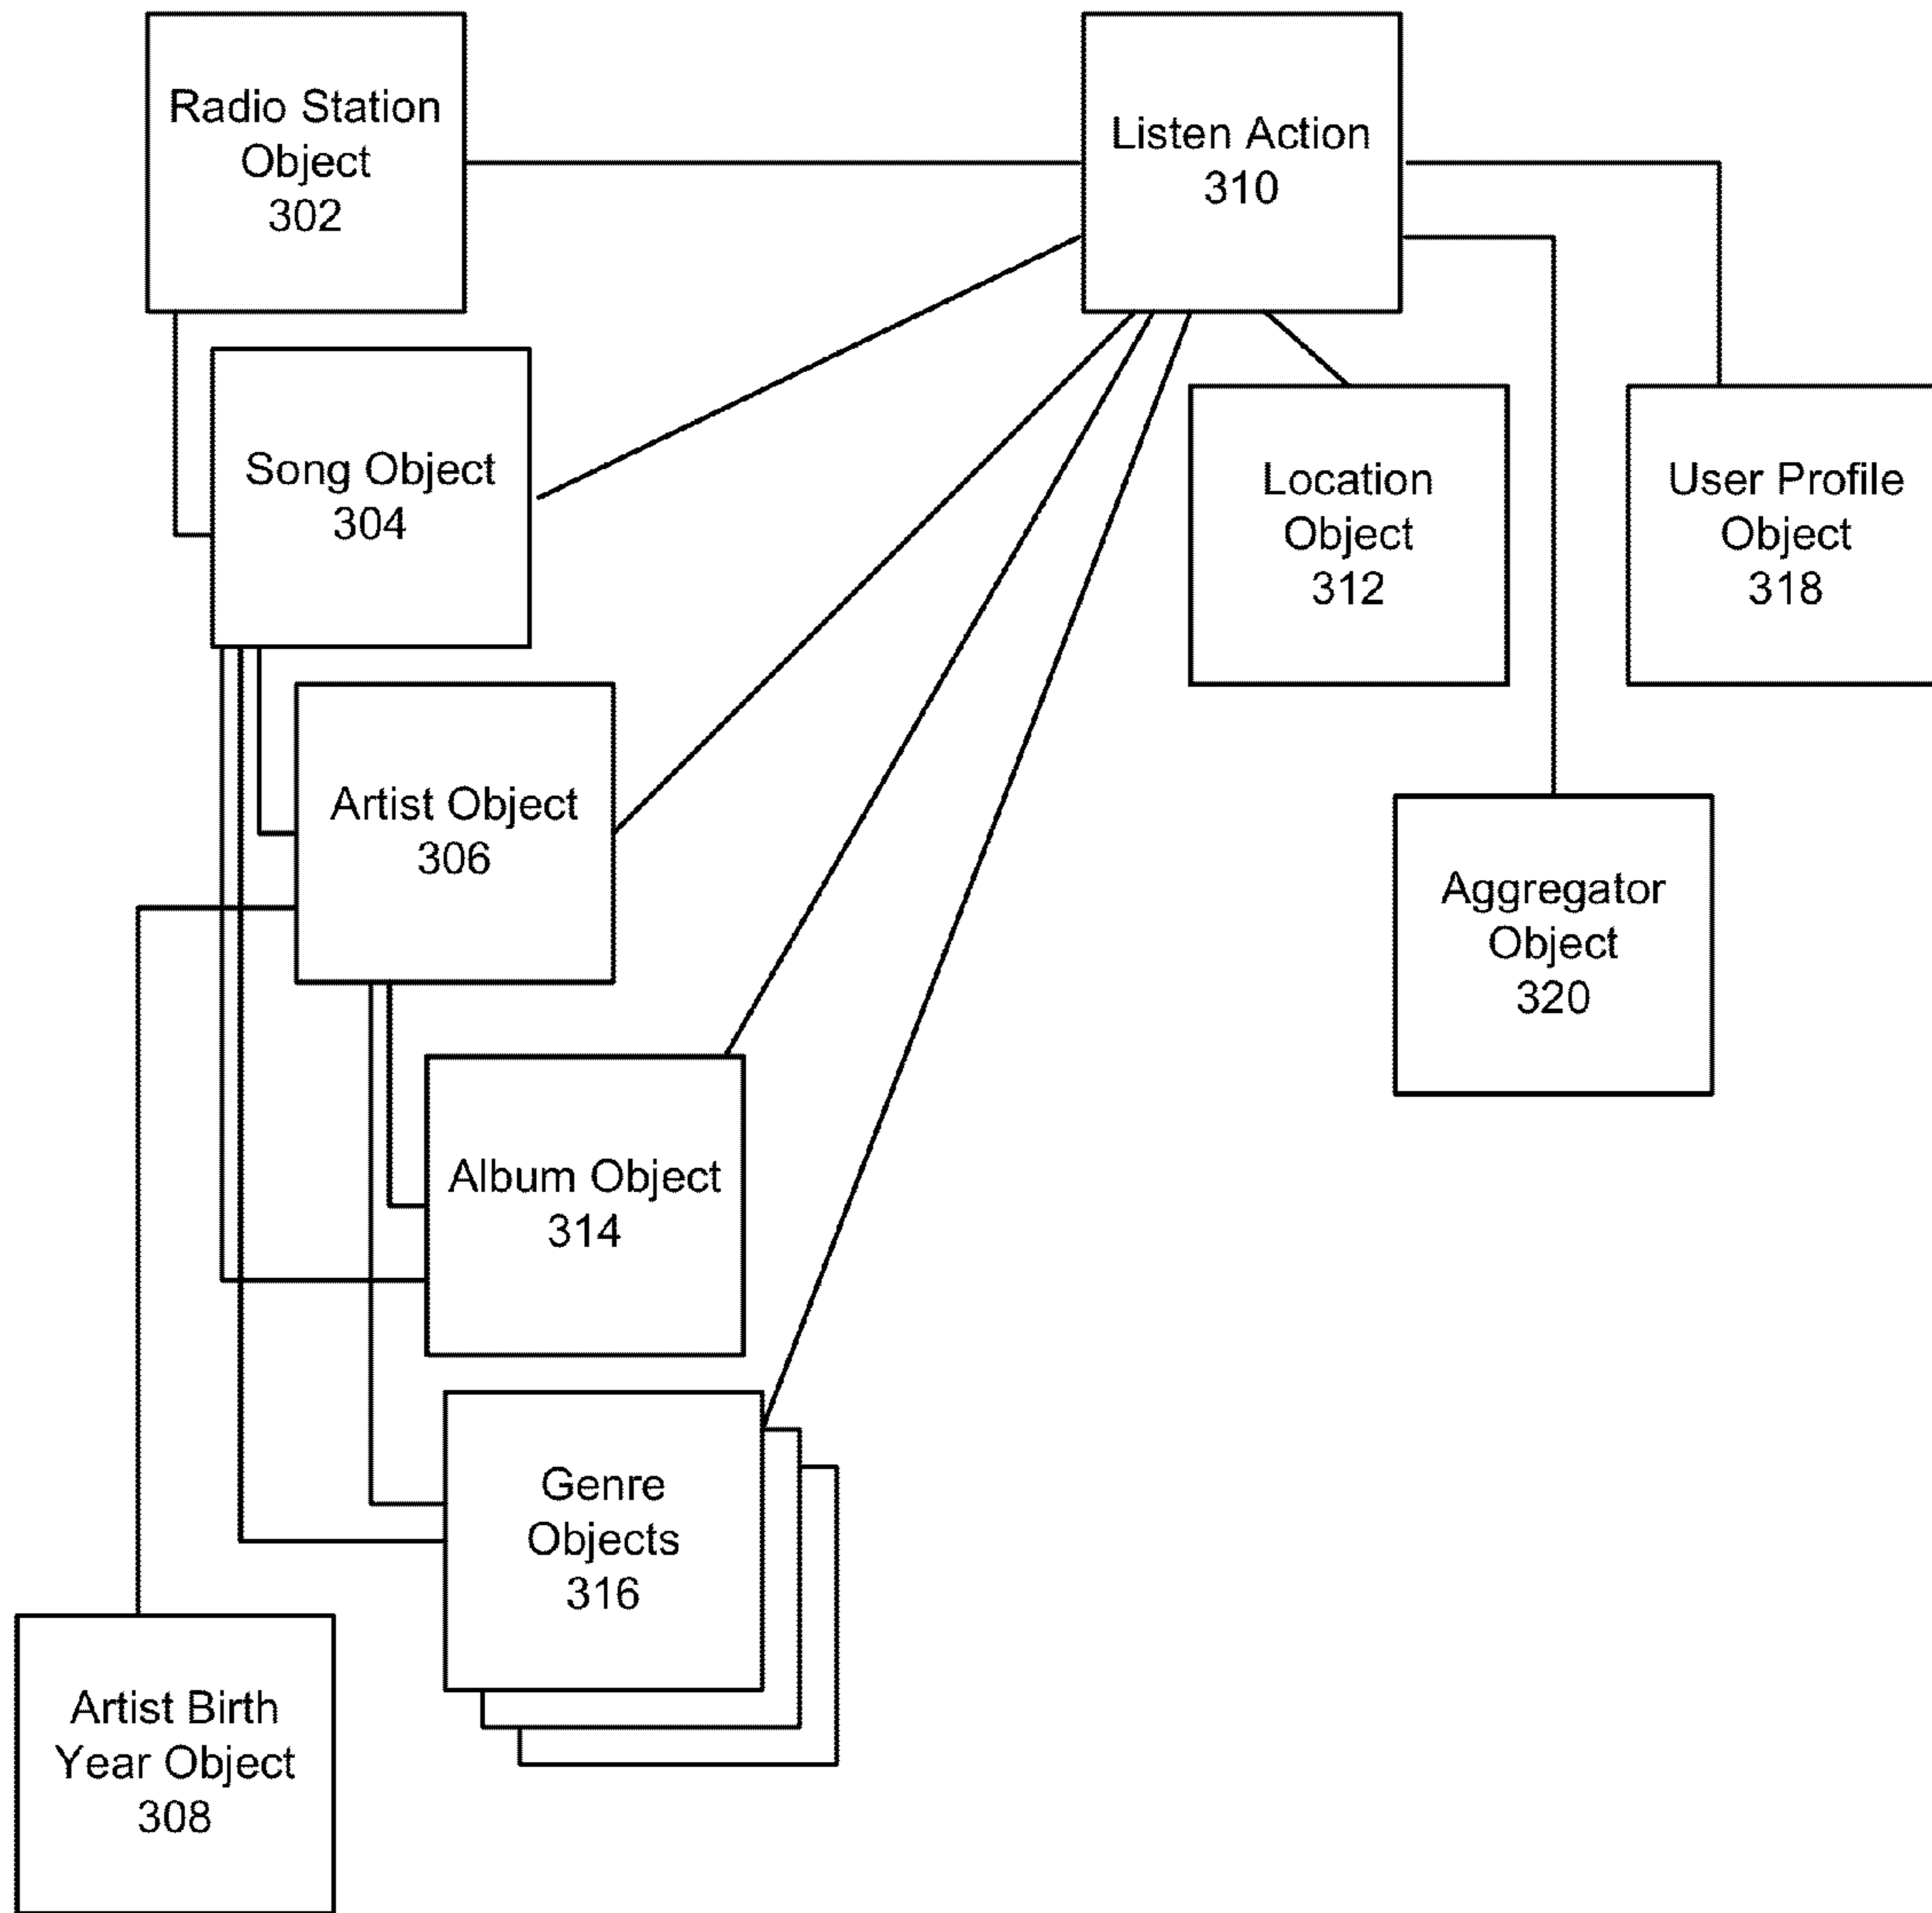 Radio Station
Object
302
Listen Action
310
Song Object
304
Location
Object
312
User Profile
Object
318
Artist Object
306
Aggregator
Object
320
Album Object
314
Genre
Objects
316
Artist Birth
Year Object
308